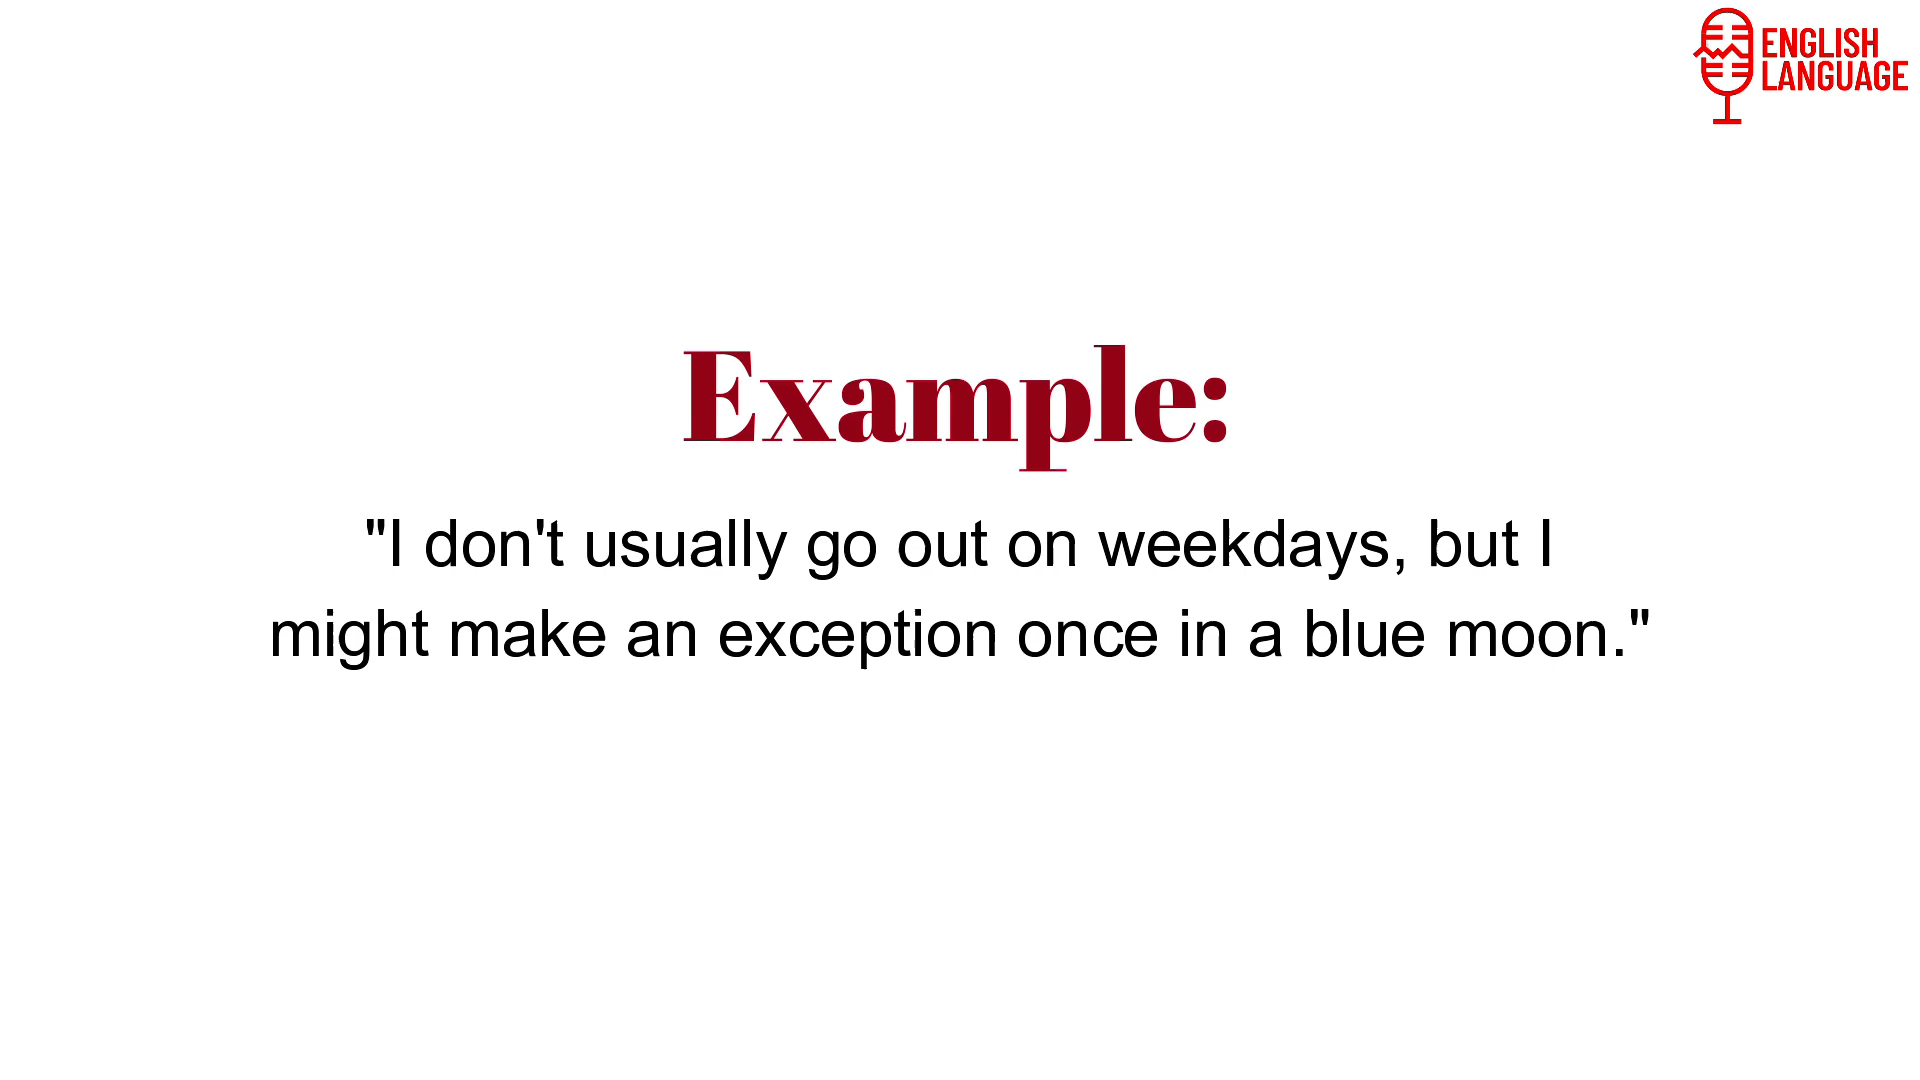 ENGLISH
LANGUAGE
Example:
"I don't usually go out on weekdays, but I
might make an exception once in a blue moon."